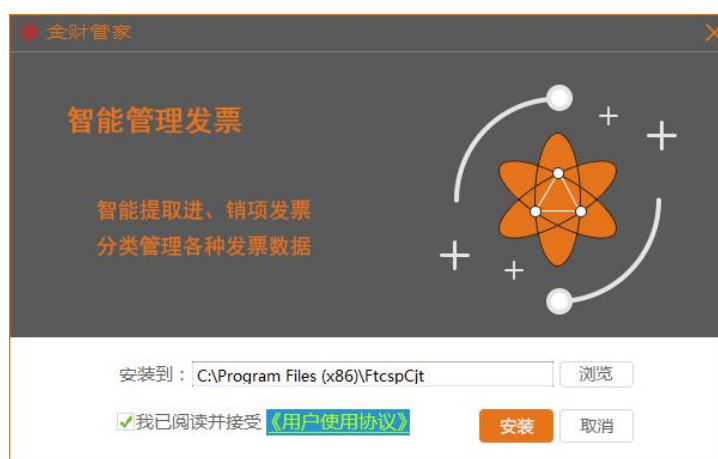 金财管家
智能管理发票
智能提取进、销项发票
分类管理各种发票数据
安装到： C:\Program Files (x86)\FtcspCjt 浏览
我已阅读并接受《用户使用协议》 安装 取消